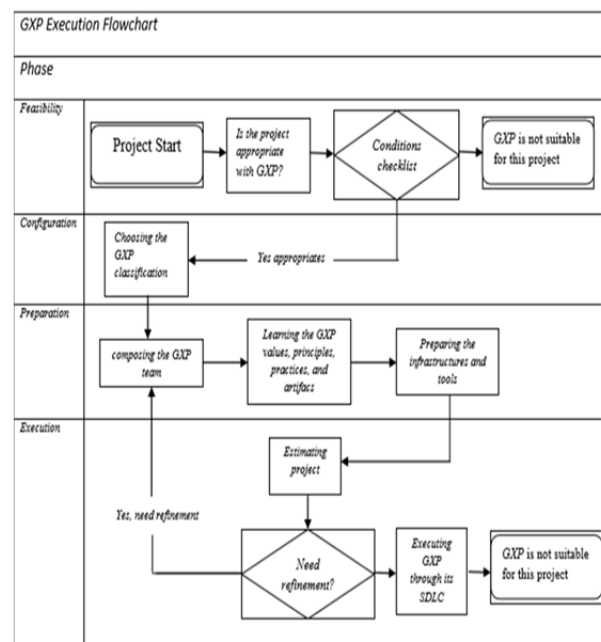 GXP Execution Flowchart
Phase
Feasibility
Project Start
Is the project
appropriate
with GXP?
Conditions
checklist
GXP is not suitable
for this project
Configuration
Choosing the
GXP
classification
Yes appropriates
Preparation
composing the GXP
team
Learning the GXP
values, principles,
practices, and
artifacs
Preparing the
infrastructures and
tools
Execution
Estimating
project
Yes, need refinement
Need
refinement?
Executing
GXP
through its
SDLC
GXP is not suitable
for this project